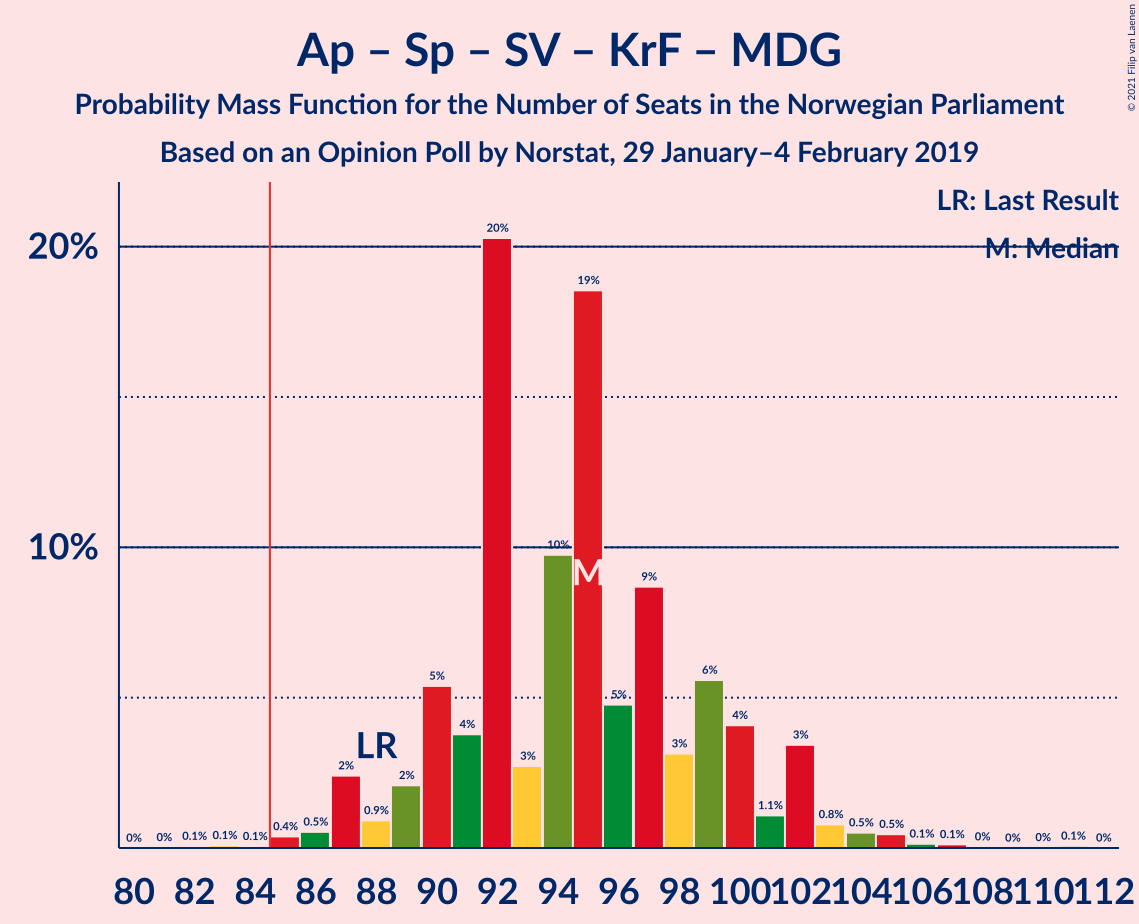 Ap – Sp – SV – KrF – MDG
Probability Mass Function for the Number of Seats in the Norwegian Parliament
Based on an Opinion Poll by Norstat, 29 January–4 February 2019
© 2021 Filip van Laenen
LR: Last Result
M: Median
20%
10%
0% 0% 0.1% 0.1% 0.1% 0.4% 0.5% 2% 0.9% 2% 5% 4% 20% 3% 10% 19% 5% 9% 3% 6% 4% 1.1% 3% 0.8% 0.5% 0.5% 0.1% 0.1% 0% 0% 0% 0.1% 0%
LR
M
80 82 84 86 88 90 92 94 96 98 100 102 104 106 108 110 112